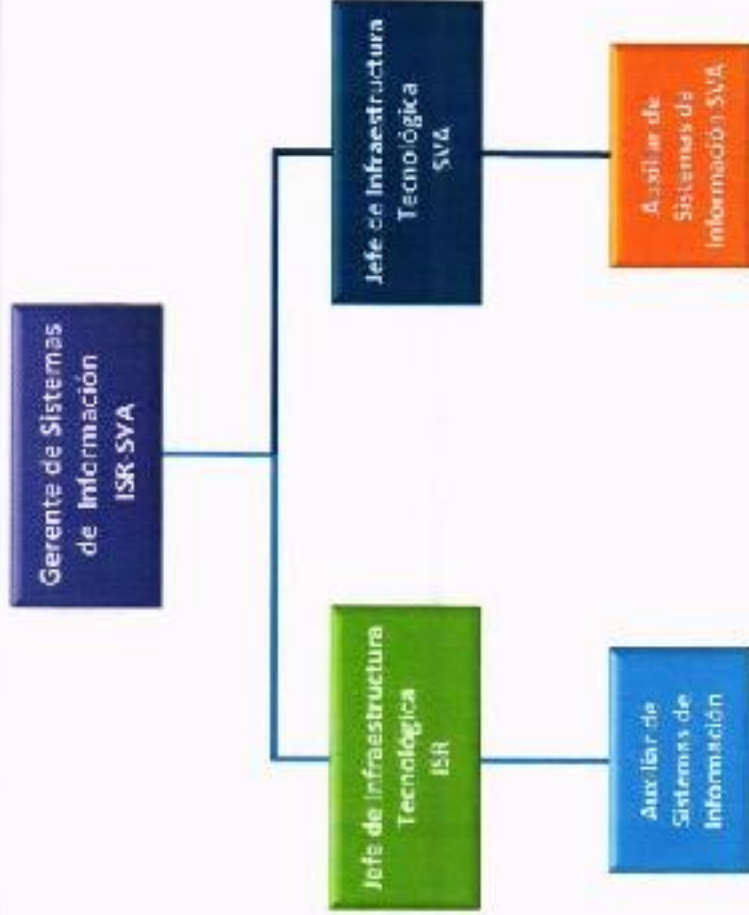 Gerente de Sistemas
de Información
ISR-SVA
Jefe de Infraestructura
Tecnológica
ISR
Jefe de Infraestructura
Tecnológica
SVA
Auxiliar de
Sistemas de
Información
Auxiliar de
Sistemas de
Información SVA